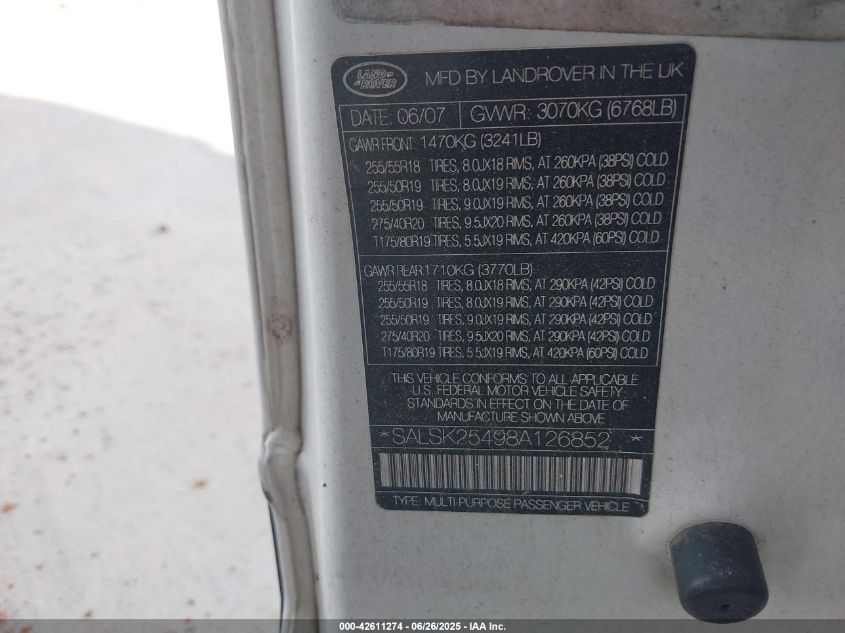 LAND ROVER
MFD BY LANDROVER IN THE UK
DATE: 06/07 GVWR: 3070KG (6768LB)
GAWR FRONT: 1470KG (3241LB)
255/55R18 TIRES, 8.0JX18 RIMS, AT 260KPA (38PSI) COLD
255/50R19 TIRES, 8.0JX19 RIMS, AT 260KPA (38PSI) COLD
255/50R19 TIRES, 9.0JX19 RIMS, AT 260KPA (38PSI) COLD
275/40R20 TIRES, 9.5JX20 RIMS, AT 260KPA (38PSI) COLD
T175/80R19 TIRES, 5.5JX19 RIMS, AT 420KPA (60PSI) COLD
GAWR REAR: 1710KG (3770LB)
255/55R18 TIRES, 8.0JX18 RIMS, AT 290KPA (42PSI) COLD
255/50R19 TIRES, 8.0JX19 RIMS, AT 290KPA (42PSI) COLD
255/50R19 TIRES, 9.0JX19 RIMS, AT 290KPA (42PSI) COLD
275/40R20 TIRES, 9.5JX20 RIMS, AT 290KPA (42PSI) COLD
T175/80R19 TIRES, 5.5JX19 RIMS, AT 420KPA (60PSI) COLD
THIS VEHICLE CONFORMS TO ALL APPLICABLE
U.S. FEDERAL MOTOR VEHICLE SAFETY
STANDARDS IN EFFECT ON THE DATE OF
MANUFACTURE SHOWN ABOVE
*SALSK25498A126852*
TYPE: MULTI-PURPOSE PASSENGER VEHICLE
000-42611274 - 06/26/2025 - IAA Inc.